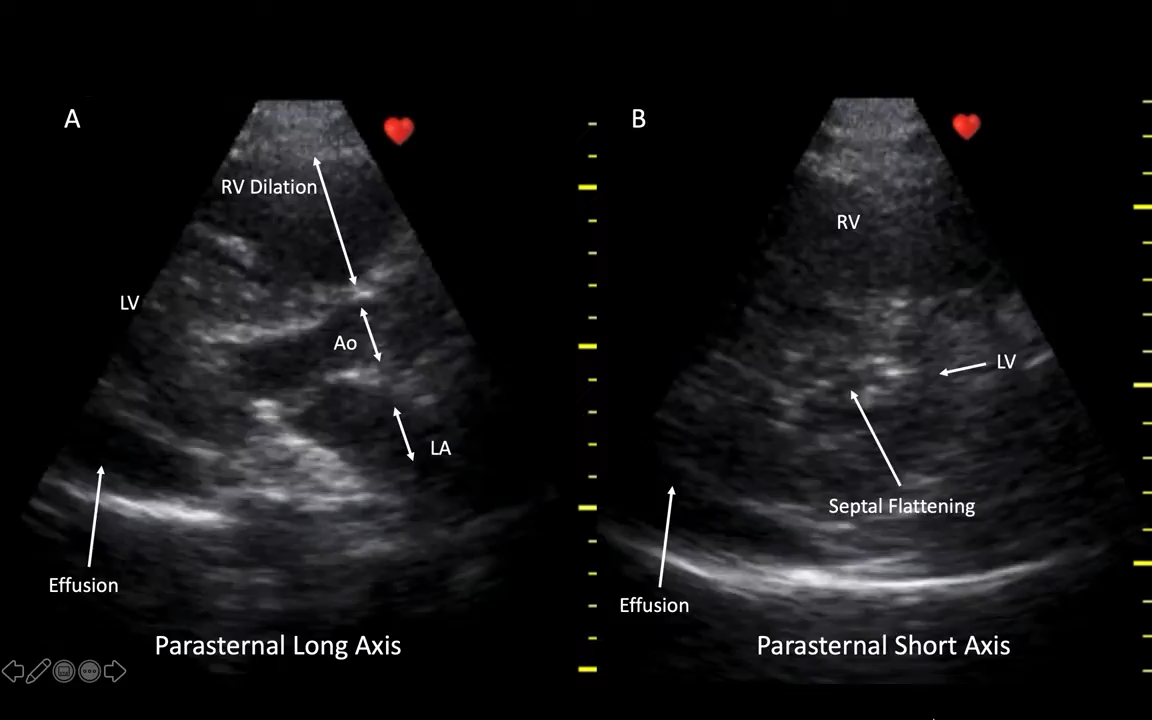 A
RV Dilation
LV
Ao
LA
Effusion
Parasternal Long Axis
B
RV
LV
Septal Flattening
Effusion
Parasternal Short Axis